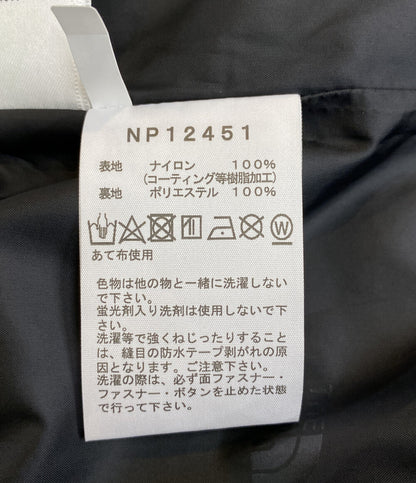 NP12451
表地　ナイロン　100%
(コーティング等樹脂加工)
裏地　ポリエステル　100%
W
あて布使用
色物は他の物と一緒に洗濯しない
で下さい。
蛍光剤入り洗剤は使用しないで下
さい。
洗濯等で強くねじったりすること
は、縫目の防水テープ剥がれの原
因となります。ご注意下さい。
洗濯の際は、必ず面ファスナー・
ファスナー・ボタンを止めた状態
で行って下さい。